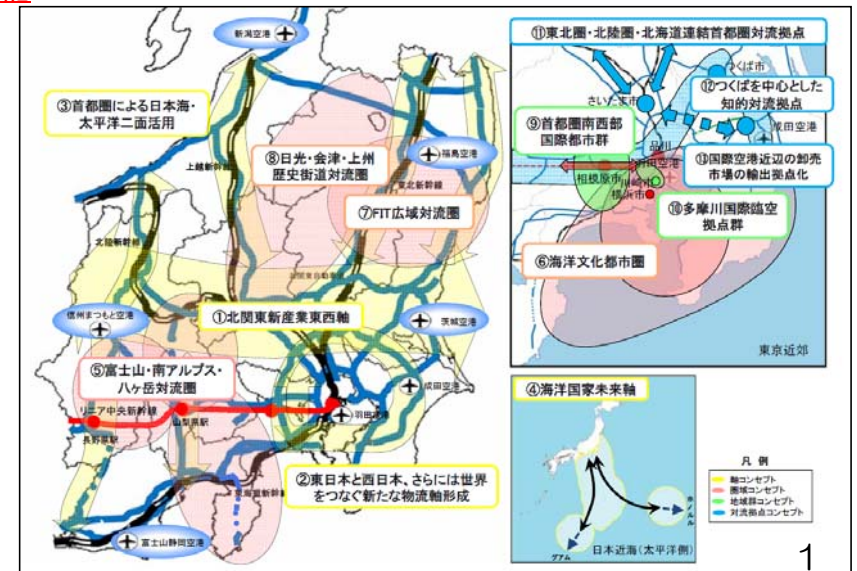 新潟空港
③首都圏による日本海・
太平洋二面活用
上越新幹線
⑧日光・会津・上州
歴史街道対流圏
福島空港
東北新幹線
⑦FIT広域対流圏
北陸新幹線
北関東自動車道
信州まつもと空港
①北関東新産業東西軸
茨城空港
⑤富士山・南アルプス・
八ヶ岳対流圏
成田空港
リニア中央新幹線
山梨県駅
羽田空港
長野県駅
②東日本と西日本、さらには世界
をつなぐ新たな物流軸形成
東海道新幹線
富士山静岡空港
⑪東北圏・北陸圏・北海道連結首都圏対流拠点
つくば市
さいたま市
⑫つくばを中心とした
知的対流拠点
⑨首都圏南西部
国際都市群
成田空港
品川
羽田空港
⑬国際空港近辺の卸売
市場の輸出拠点化
相模原市
川崎市
横浜市
⑩多摩川国際臨空
拠点群
⑥海洋文化都市圏
東京近郊
④海洋国家未来軸
ホノルル
グアム
日本近海(太平洋側)
凡 例
軸コンセプト
圏域コンセプト
地域群コンセプト
対流拠点コンセプト
1